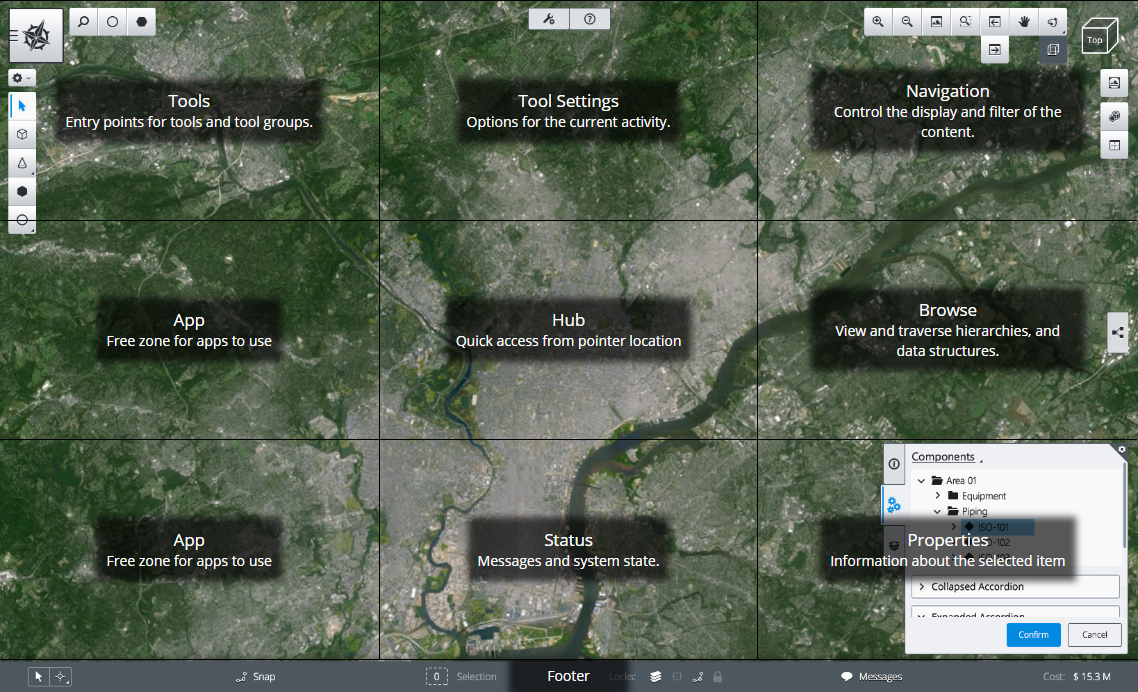 Top
Tools
Entry points for tools and tool groups.
Tool Settings
Options for the current activity.
Navigation
Control the display and filter of the
content.
App
Free zone for apps to use
Hub
Quick access from pointer location
Browse
View and traverse hierarchies, and
data structures.
Components
Area 01
Equipment
Piping
ISO-101
App
Free zone for apps to use
Status
Messages and system state.
Properties
Information about the selected item
Collapsed Accordion
Expanded Accordion
Confirm
Cancel
Snap
0
Selection
Footer
Locks:
Messages
Cost:
$ 15.3 M